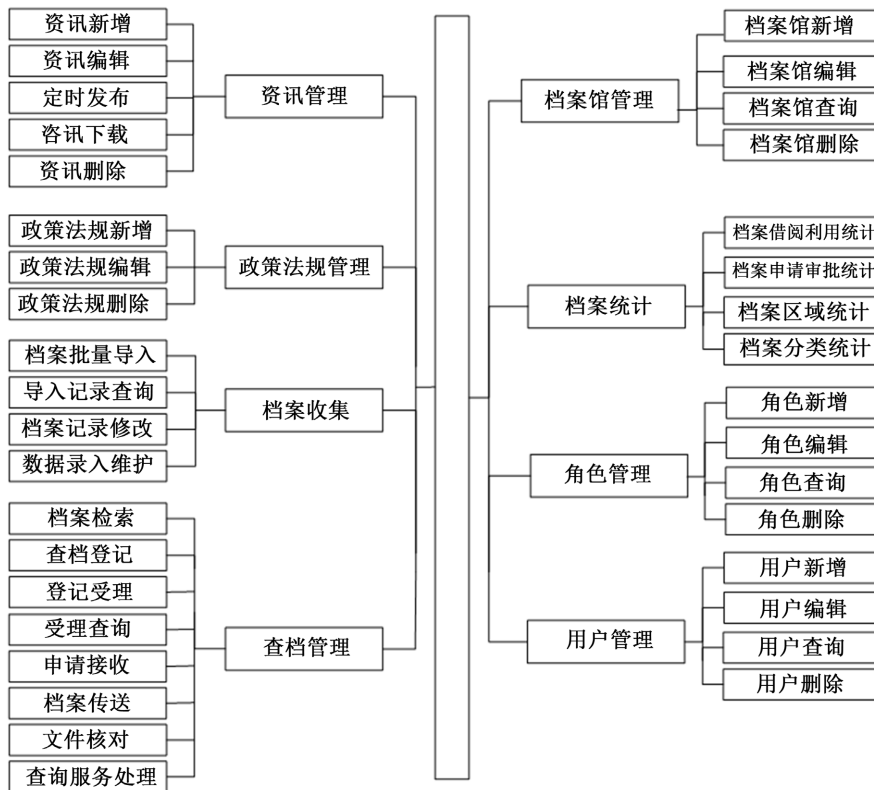 资讯新增
资讯编辑
定时发布
咨讯下载
资讯删除
资讯管理
政策法规新增
政策法规编辑
政策法规删除
政策法规管理
档案批量导入
导入记录查询
档案记录修改
数据录入维护
档案收集
档案检索
查档登记
登记受理
受理查询
申请接收
档案传送
文件核对
查询服务处理
查档管理
档案馆管理
档案馆新增
档案馆编辑
档案馆查询
档案馆删除
档案统计
档案借阅利用统计
档案申请审批统计
档案区域统计
档案分类统计
角色管理
角色新增
角色编辑
角色查询
角色删除
用户管理
用户新增
用户编辑
用户查询
用户删除